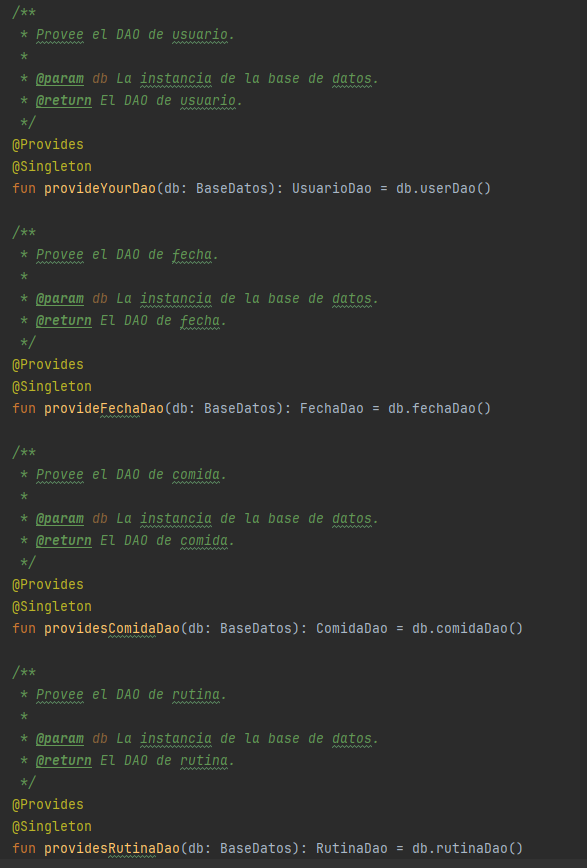 /**
 * Provee el DAO de usuario.
 *
 * @param db La instancia de la base de datos.
 * @return El DAO de usuario.
 */
@Provides
@Singleton
fun provideYourDao(db: BaseDatos): UsuarioDao = db.userDao()
/**
 * Provee el DAO de fecha.
 *
 * @param db La instancia de la base de datos.
 * @return El DAO de fecha.
 */
@Provides
@Singleton
fun provideFechaDao(db: BaseDatos): FechaDao = db.fechaDao()
/**
 * Provee el DAO de comida.
 *
 * @param db La instancia de la base de datos.
 * @return El DAO de comida.
 */
@Provides
@Singleton
fun providesComidaDao(db: BaseDatos): ComidaDao = db.comidaDao()
/**
 * Provee el DAO de rutina.
 *
 * @param db La instancia de la base de datos.
 * @return El DAO de rutina.
 */
@Provides
@Singleton
fun providesRutinaDao(db: BaseDatos): RutinaDao = db.rutinaDao()